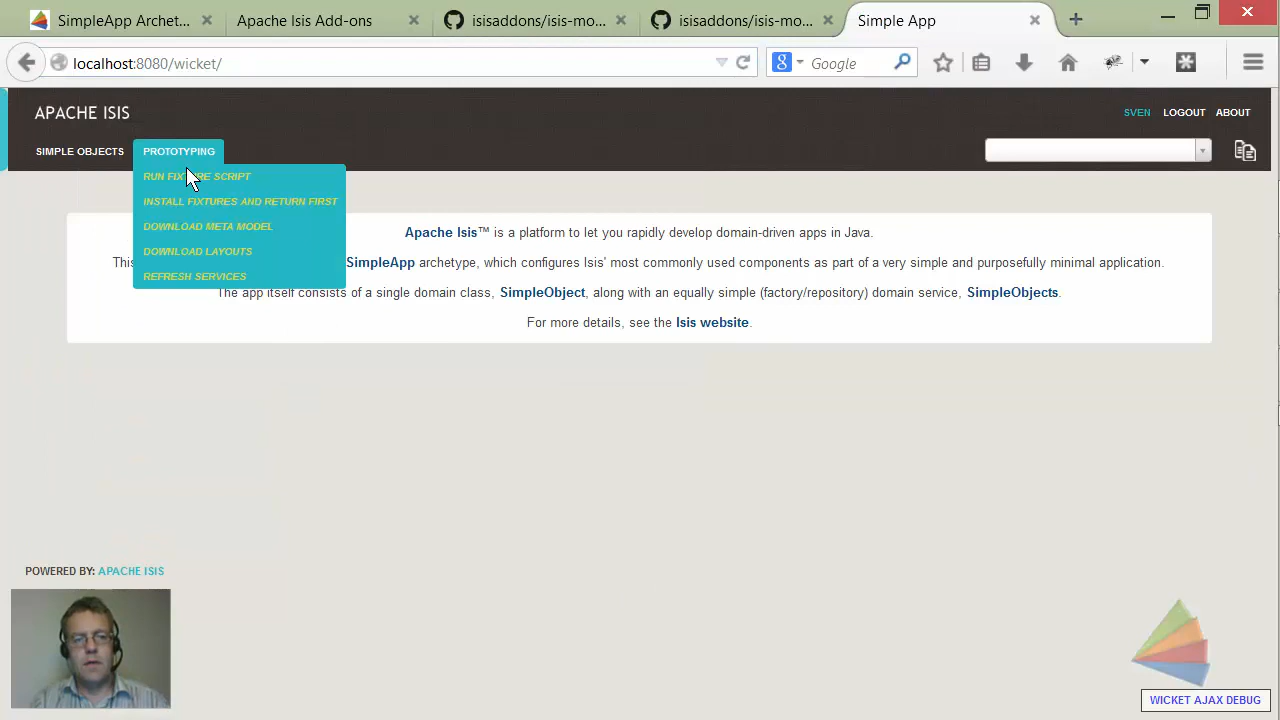 SimpleApp Archet...
Apache Isis Add-ons
isisaddons/isis-mo...
isisaddons/isis-mo...
Simple App
localhost:8080/wicket/
Google
APACHE ISIS
SVEN LOGOUT ABOUT
SIMPLE OBJECTS
PROTOTYPING
RUN FIXTURE SCRIPT
INSTALL FIXTURES AND RETURN FIRST
DOWNLOAD META MODEL
DOWNLOAD LAYOUTS
REFRESH SERVICES
Apache Isis™ is a platform to let you rapidly develop domain-driven apps in Java.
This SimpleApp archetype, which configures Isis' most commonly used components as part of a very simple and purposefully minimal application.
The app itself consists of a single domain class, SimpleObject, along with an equally simple (factory/repository) domain service, SimpleObjects.
For more details, see the Isis website.
POWERED BY: APACHE ISIS
WICKET AJAX DEBUG